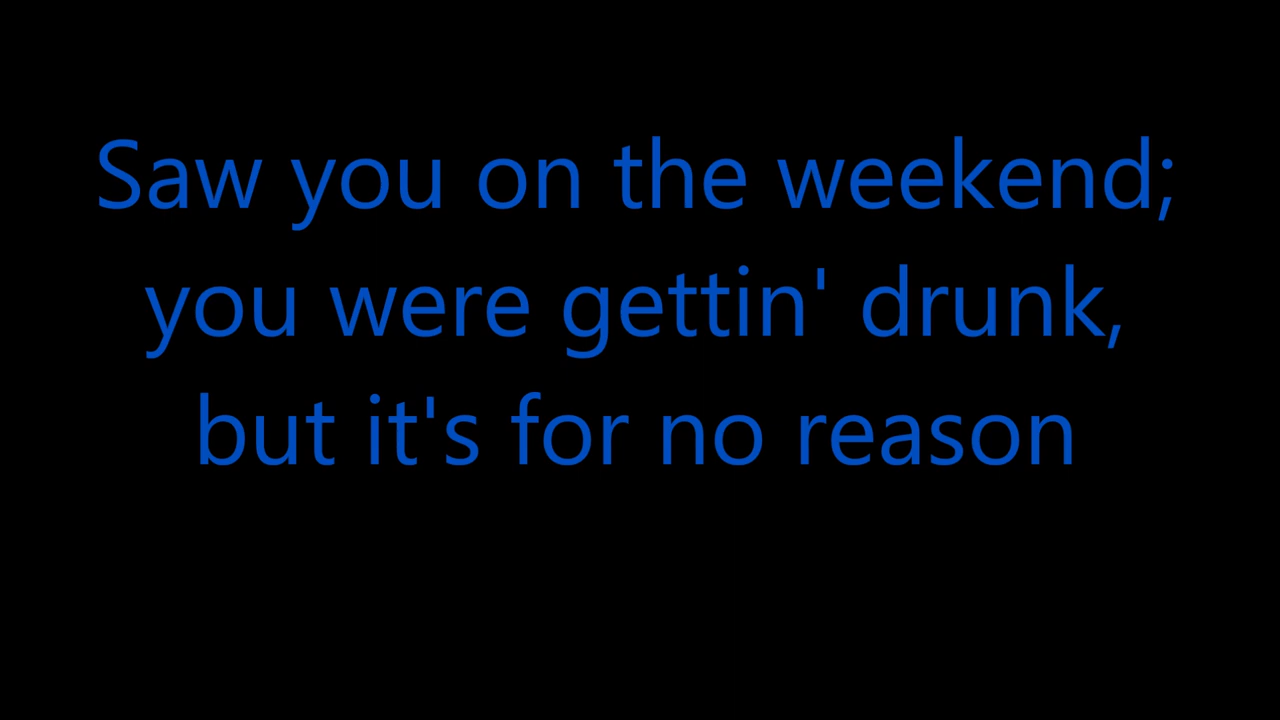 Saw you on the weekend;
you were gettin' drunk,
but it's for no reason